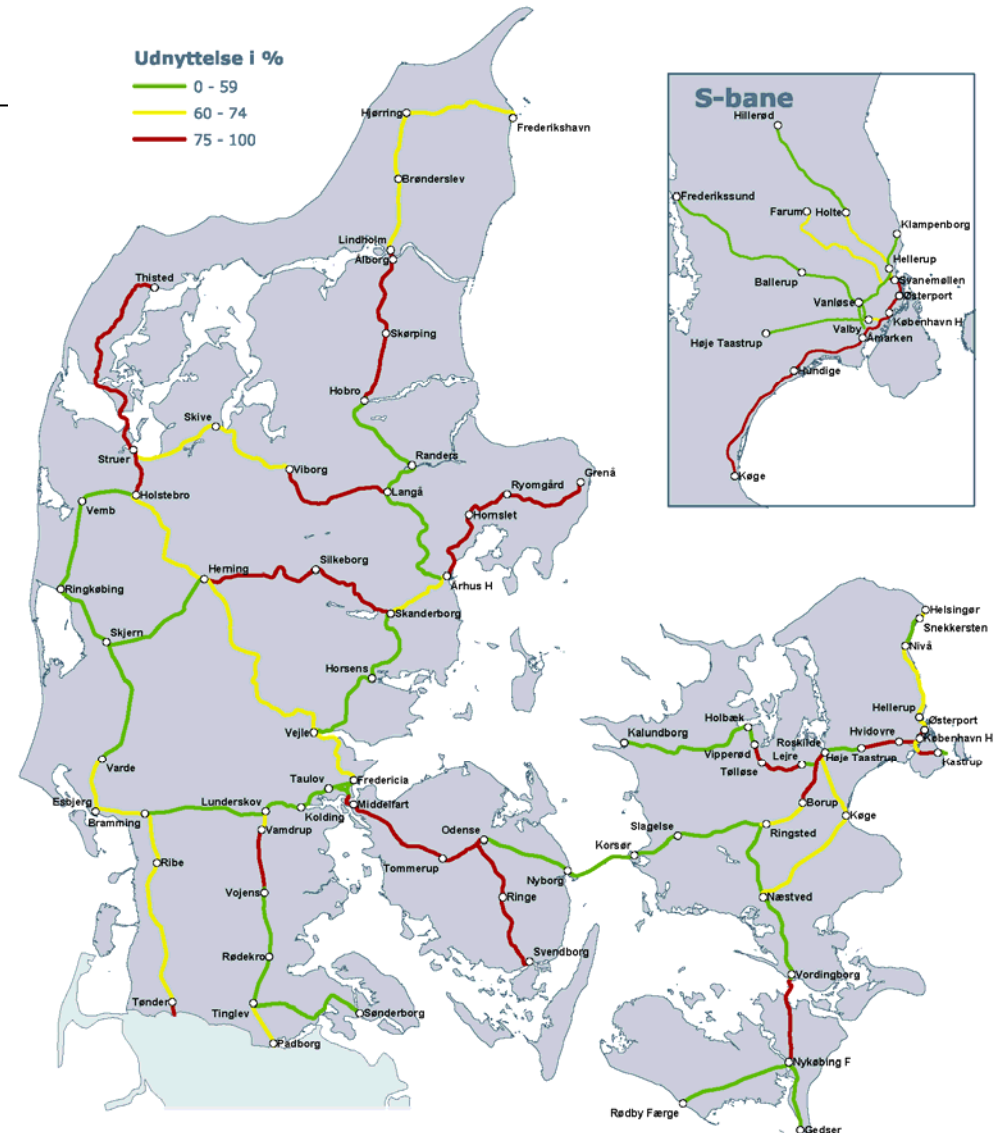 Udnyttelse i %
0 - 59
60 - 74
75 - 100
S-bane
Hillerød
Frederikssund
Farum
Holte
Klampenborg
Hellerup
Svanemøllen
Ballerup
Østerport
Vanløse
København H
Høje Taastrup
Valby
Åmarken
Hundige
Køge
Hjørring
Frederikshavn
Brønderslev
Lindholm
Ålborg
Thisted
Skørping
Hobro
Skive
Struer
Viborg
Randers
Grenå
Langå
Ryomgård
Holstebro
Vemb
Hornslet
Herning
Silkeborg
Århus H
Ringkøbing
Skanderborg
Skjern
Horsens
Vejle
Varde
Taulov
Fredericia
Esbjerg
Bramming
Lunderskov
Kolding
Middelfart
Vamdrup
Odense
Ribe
Tommerup
Nyborg
Vojens
Ringe
Rødekro
Svendborg
Tønder
Tinglev
Sønderborg
Padborg
Helsingør
Snekkersten
Nivå
Hellerup
Østerport
Holbæk
Kalundborg
Hvidovre
København H
Roskilde
Vipperød
Lejre
Høje Taastrup
Kastrup
Tølløse
Borup
Køge
Slagelse
Ringsted
Korsør
Næstved
Vordingborg
Nykøbing F
Rødby Færge
Gedser